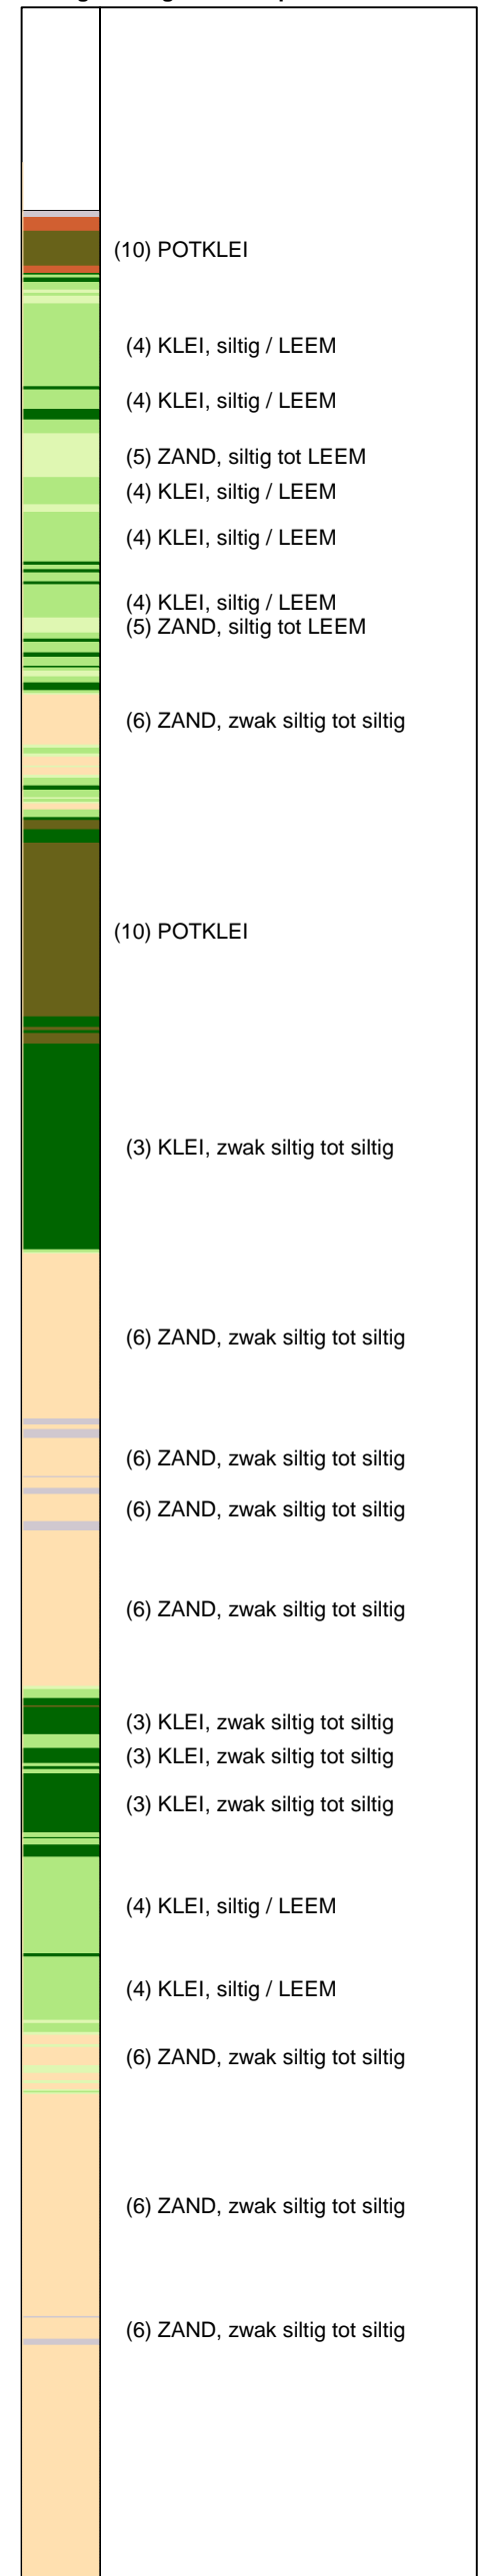 (10) POTKLEI
(4) KLEI, siltig / LEEM
(4) KLEI, siltig / LEEM
(5) ZAND, siltig tot LEEM
(4) KLEI, siltig / LEEM
(4) KLEI, siltig / LEEM
(4) KLEI, siltig / LEEM
(5) ZAND, siltig tot LEEM
(6) ZAND, zwak siltig tot siltig
(10) POTKLEI
(3) KLEI, zwak siltig tot siltig
(6) ZAND, zwak siltig tot siltig
(6) ZAND, zwak siltig tot siltig
(6) ZAND, zwak siltig tot siltig
(6) ZAND, zwak siltig tot siltig
(3) KLEI, zwak siltig tot siltig
(3) KLEI, zwak siltig tot siltig
(3) KLEI, zwak siltig tot siltig
(4) KLEI, siltig / LEEM
(4) KLEI, siltig / LEEM
(6) ZAND, zwak siltig tot siltig
(6) ZAND, zwak siltig tot siltig
(6) ZAND, zwak siltig tot siltig